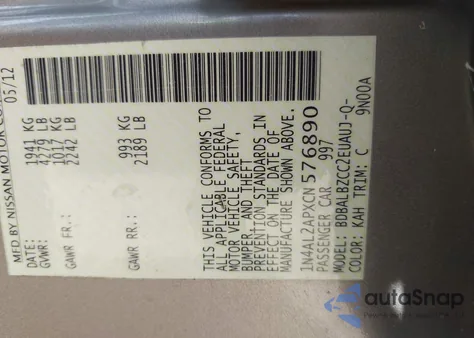 MFD BY NISSAN MOTOR CO
DATE: 05/12
GVWR: 1941 KG
4279 LB
GAWR FR.: 1017 KG
2242 LB
GAWR RR.: 993 KG
2189 LB
THIS VEHICLE CONFORMS TO
ALL APPLICABLE FEDERAL
MOTOR VEHICLE SAFETY,
BUMPER, AND THEFT
PREVENTION STANDARDS IN
EFFECT ON THE DATE OF
MANUFACTURE SHOWN ABOVE.
1N4AL2APXCN576890
PASSENGER CAR 997
MODEL: BDBALBZCC2EUAUJ-Q-
COLOR: KAH TRIM: C 9N00A
autoSnap